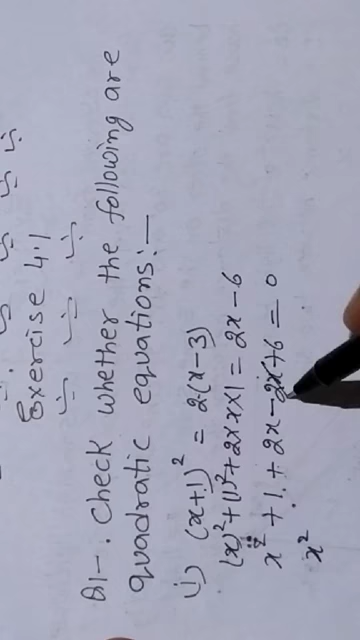 Exercise 4.1
Q1-. Check whether the following are
quadratic equations:—
i) (x+1)² = 2(x-3)
(x)²+(1)²+2×x×1 = 2x-6
x²+1+2x-2x+6=0
x²